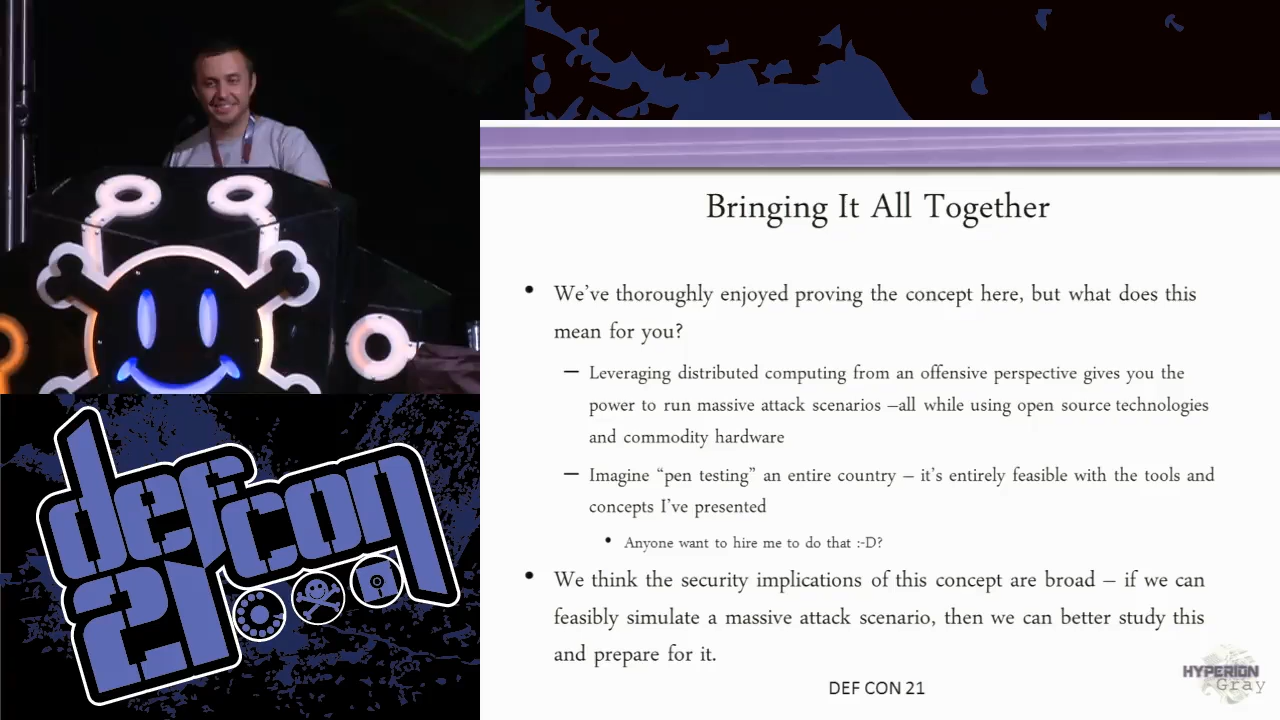 Bringing It All Together
• We've thoroughly enjoyed proving the concept here, but what does this
mean for you?
– Leveraging distributed computing from an offensive perspective gives you the
power to run massive attack scenarios –all while using open source technologies
and commodity hardware
– Imagine “pen testing” an entire country – it's entirely feasible with the tools and
concepts I've presented
• Anyone want to hire me to do that :-D?
• We think the security implications of this concept are broad – if we can
feasibly simulate a massive attack scenario, then we can better study this
and prepare for it.
DEF CON 21
HYPERION
Gray
defcon
21